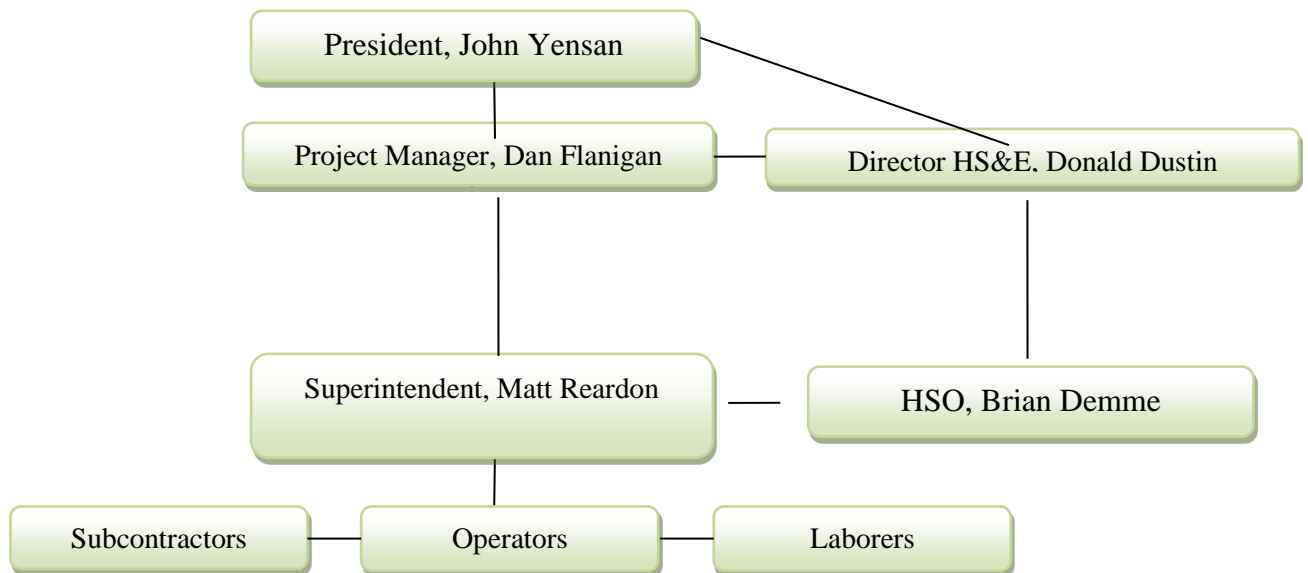 President, John Yensan
Project Manager, Dan Flanigan
Director HS&E, Donald Dustin
Superintendent, Matt Reardon
HSO, Brian Demme
Subcontractors
Operators
Laborers